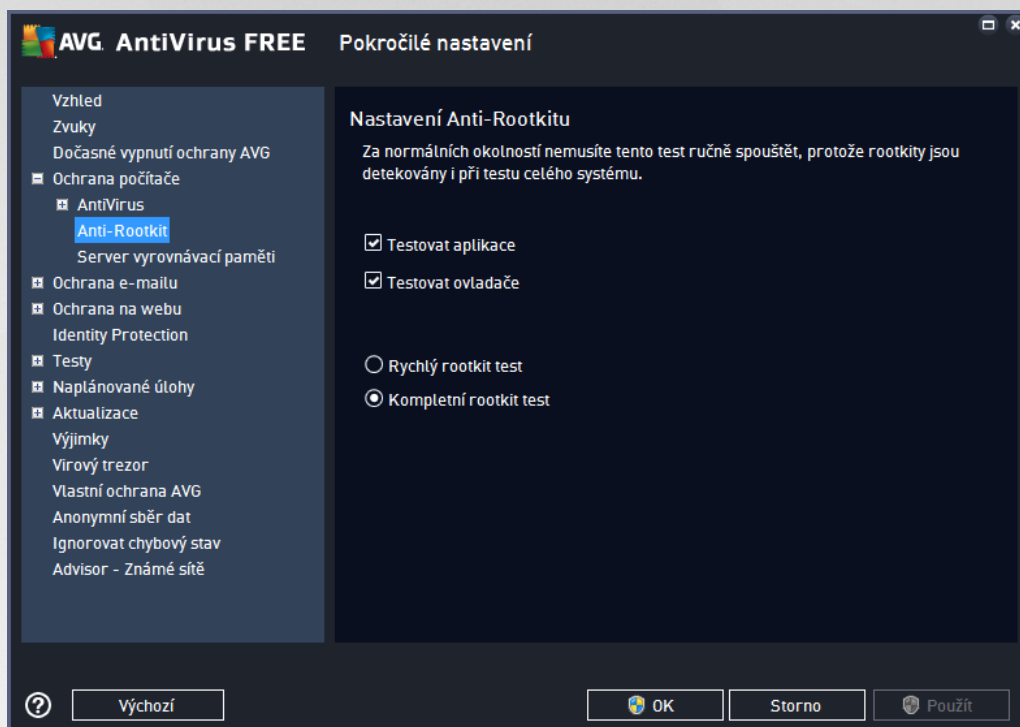 AVG. AntiVirus FREE
Pokročilé nastavení
Vzhled
Zvuky
Dočasné vypnutí ochrany AVG
Ochrana počítače
AntiVirus
Anti-Rootkit
Server vyrovnávací paměti
Ochrana e-mailu
Ochrana na webu
Identity Protection
Testy
Naplánované úlohy
Aktualizace
Výjimky
Virový trezor
Vlastní ochrana AVG
Anonymní sběr dat
Ignorovat chybový stav
Advisor - Známé sítě
Nastavení Anti-Rootkitu
Za normálních okolností nemusíte tento test ručně spouštět, protože rootkity jsou
detekovány i při testu celého systému.
Testovat aplikace
Testovat ovladače
Rychlý rootkit test
Kompletní rootkit test
Výchozí
OK
Storno
Použít